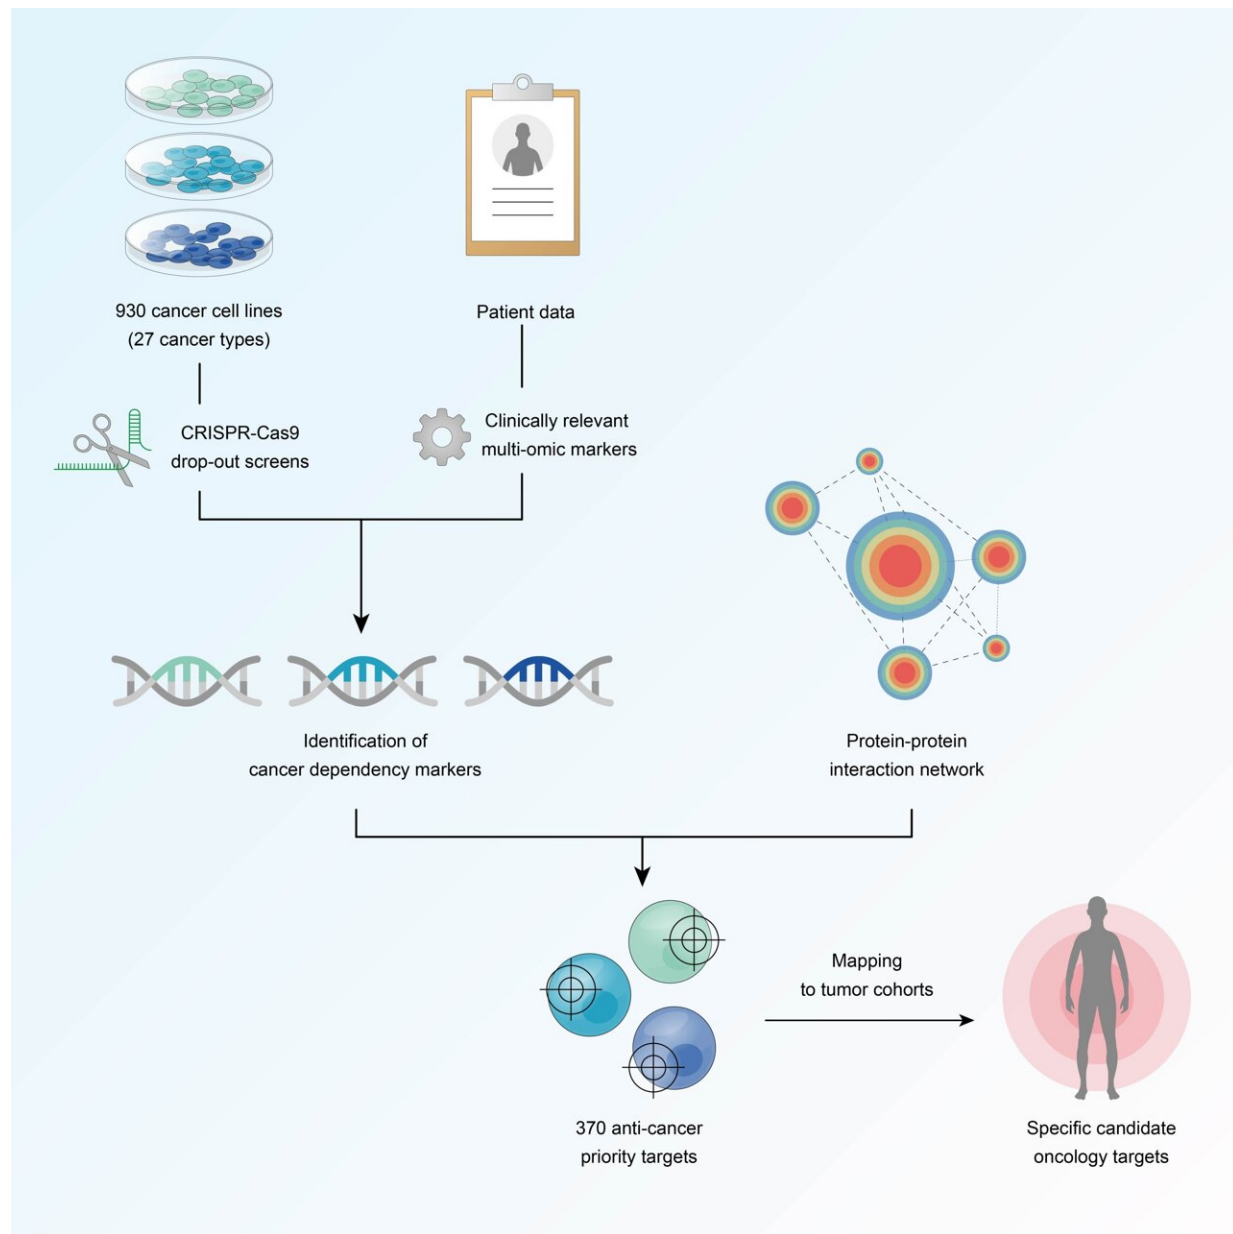 930 cancer cell lines
(27 cancer types)
Patient data
CRISPR-Cas9
drop-out screens
Clinically relevant
multi-omic markers
Identification of
cancer dependency markers
Protein-protein
interaction network
Mapping
to tumor cohorts
370 anti-cancer
priority targets
Specific candidate
oncology targets